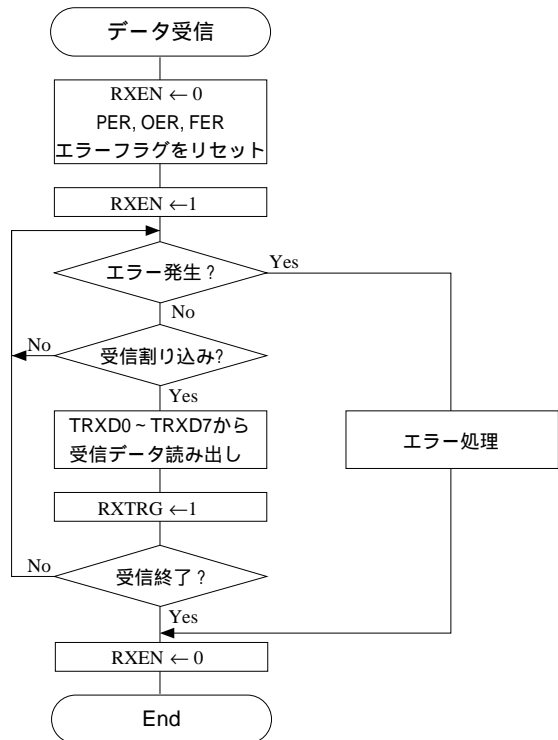 データ受信
RXEN ← 0
PER, OER, FER
エラーフラグをリセット
RXEN ←1
エラー発生 ?
Yes
No
受信割り込み?
No
Yes
TRXD0 ~ TRXD7から
受信データ読み出し
エラー処理
RXTRG ←1
受信終了 ?
No
Yes
RXEN ← 0
End